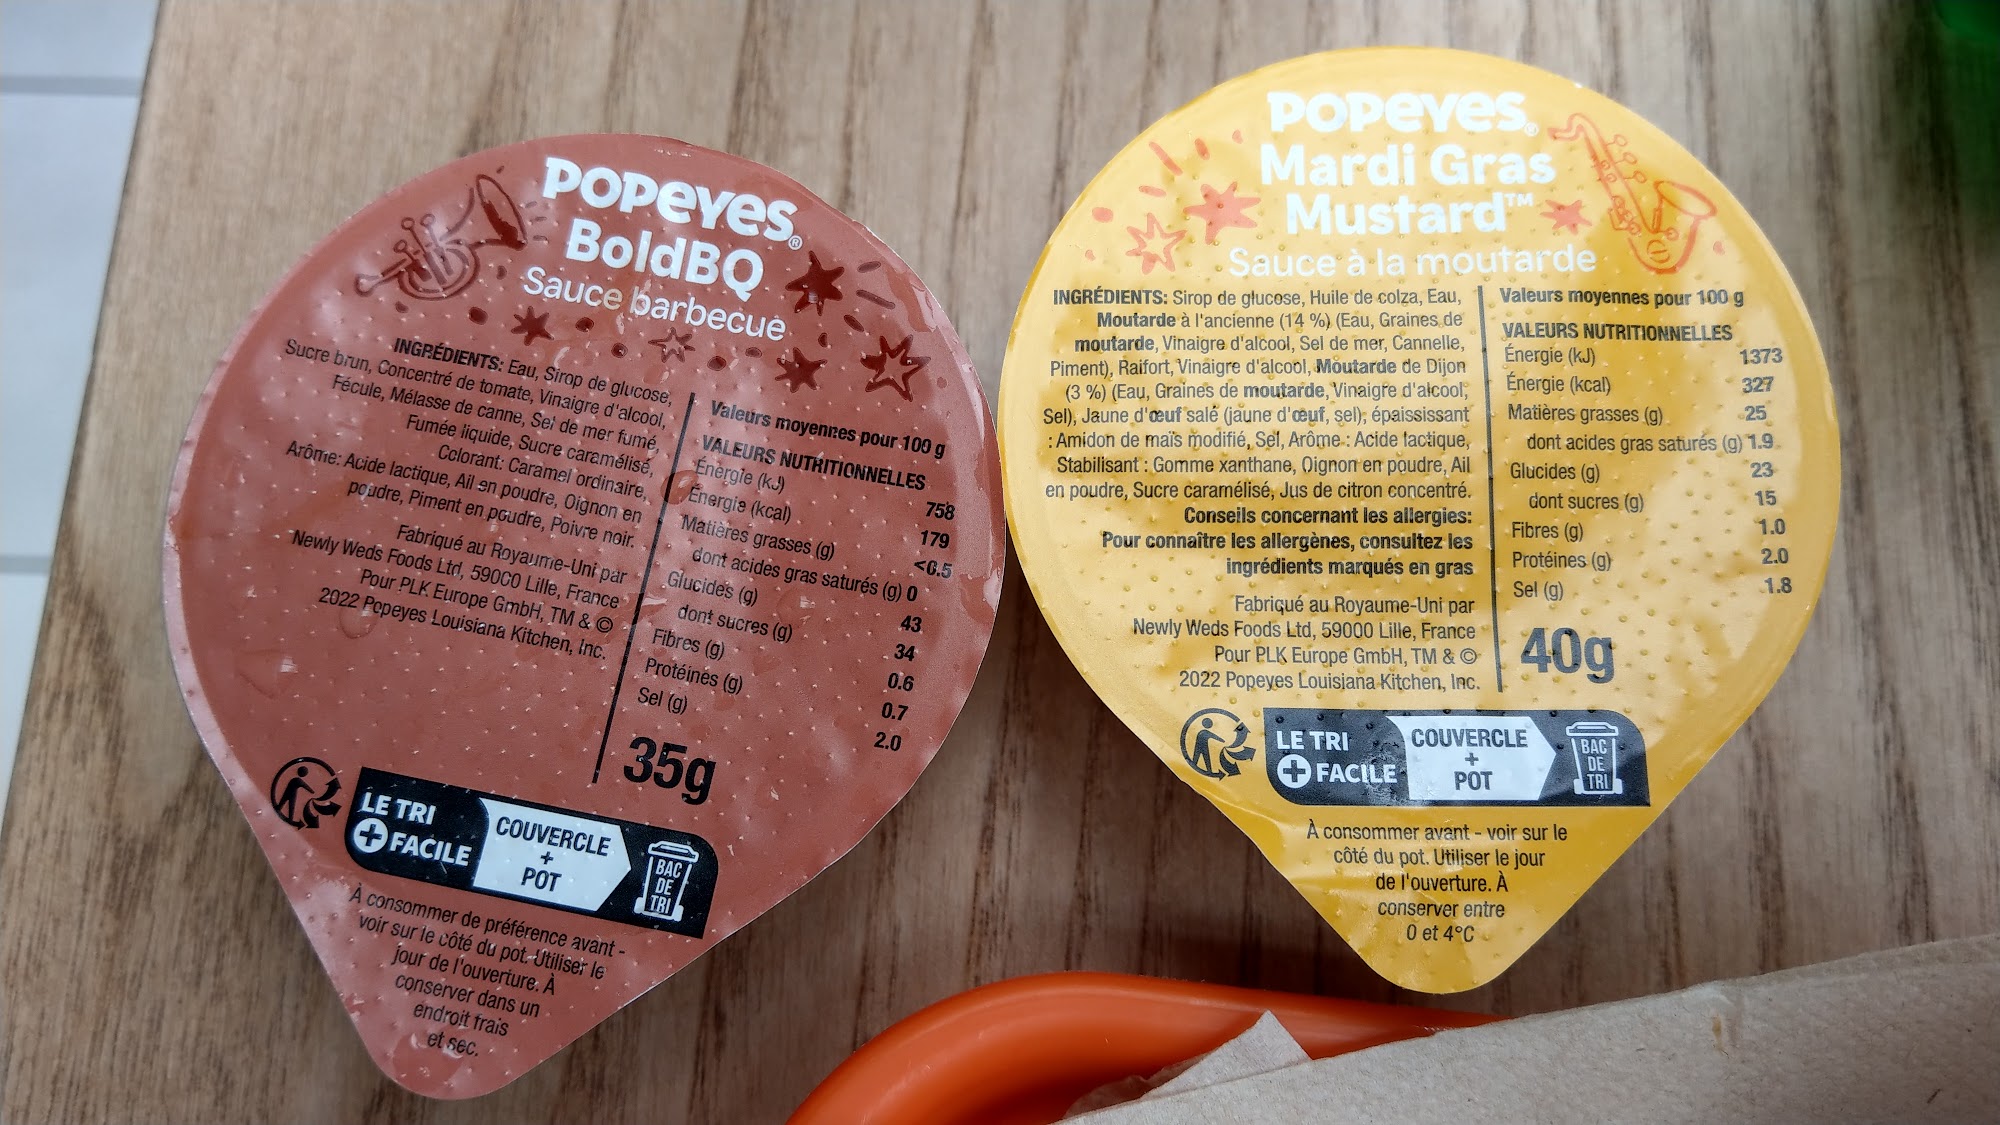 POPEYES®
BoldBQ
Sauce barbecue
INGRÉDIENTS: Eau, Sirop de glucose,
Sucre brun, Concentré de tomate, Vinaigre d'alcool,
Fécule, Mélasse de canne, Sel de mer fumé,
Fumée liquide, Sucre caramélisé,
Colorant: Caramel ordinaire,
Arôme: Acide lactique, Ail en poudre, Oignon en
poudre, Piment en poudre, Poivre noir.
Fabriqué au Royaume-Uni par
Newly Weds Foods Ltd, 59000 Lille, France
Pour PLK Europe GmbH, TM & ©
2022 Popeyes Louisiana Kitchen, Inc.
Valeurs moyennes pour 100 g
VALEURS NUTRITIONNELLES
Énergie (kJ) 758
Énergie (kcal) 179
Matières grasses (g) <0.5
dont acides gras saturés (g) 0
Glucides (g) 43
dont sucres (g) 34
Fibres (g) 0.6
Protéines (g) 0.7
Sel (g) 2.0
35g
LE TRI
+ FACILE
COUVERCLE
+
POT
BAC
DE
TRI
À consommer de préférence avant -
voir sur le côté du pot. Utiliser le
jour de l'ouverture. À
conserver dans un
endroit frais
et sec.
POPEYES®
Mardi Gras
Mustard™
Sauce à la moutarde
INGRÉDIENTS: Sirop de glucose, Huile de colza, Eau,
Moutarde à l'ancienne (14 %) (Eau, Graines de
moutarde, Vinaigre d'alcool, Sel de mer, Cannelle,
Piment), Raifort, Vinaigre d'alcool, Moutarde de Dijon
(3 %) (Eau, Graines de moutarde, Vinaigre d'alcool,
Sel), Jaune d'œuf salé (jaune d'œuf, sel), épaississant
: Amidon de maïs modifié, Sel, Arôme : Acide lactique,
Stabilisant : Gomme xanthane, Oignon en poudre, Ail
en poudre, Sucre caramélisé, Jus de citron concentré.
Conseils concernant les allergies:
Pour connaître les allergènes, consultez les
ingrédients marqués en gras
Fabriqué au Royaume-Uni par
Newly Weds Foods Ltd, 59000 Lille, France
Pour PLK Europe GmbH, TM & ©
2022 Popeyes Louisiana Kitchen, Inc.
Valeurs moyennes pour 100 g
VALEURS NUTRITIONNELLES
Énergie (kJ) 1373
Énergie (kcal) 327
Matières grasses (g) 25
dont acides gras saturés (g) 1.9
Glucides (g) 23
dont sucres (g) 15
Fibres (g) 1.0
Protéines (g) 2.0
Sel (g) 1.8
40g
LE TRI
+ FACILE
COUVERCLE
+
POT
BAC
DE
TRI
À consommer avant - voir sur le
côté du pot. Utiliser le jour
de l'ouverture. À
conserver entre
0 et 4°C